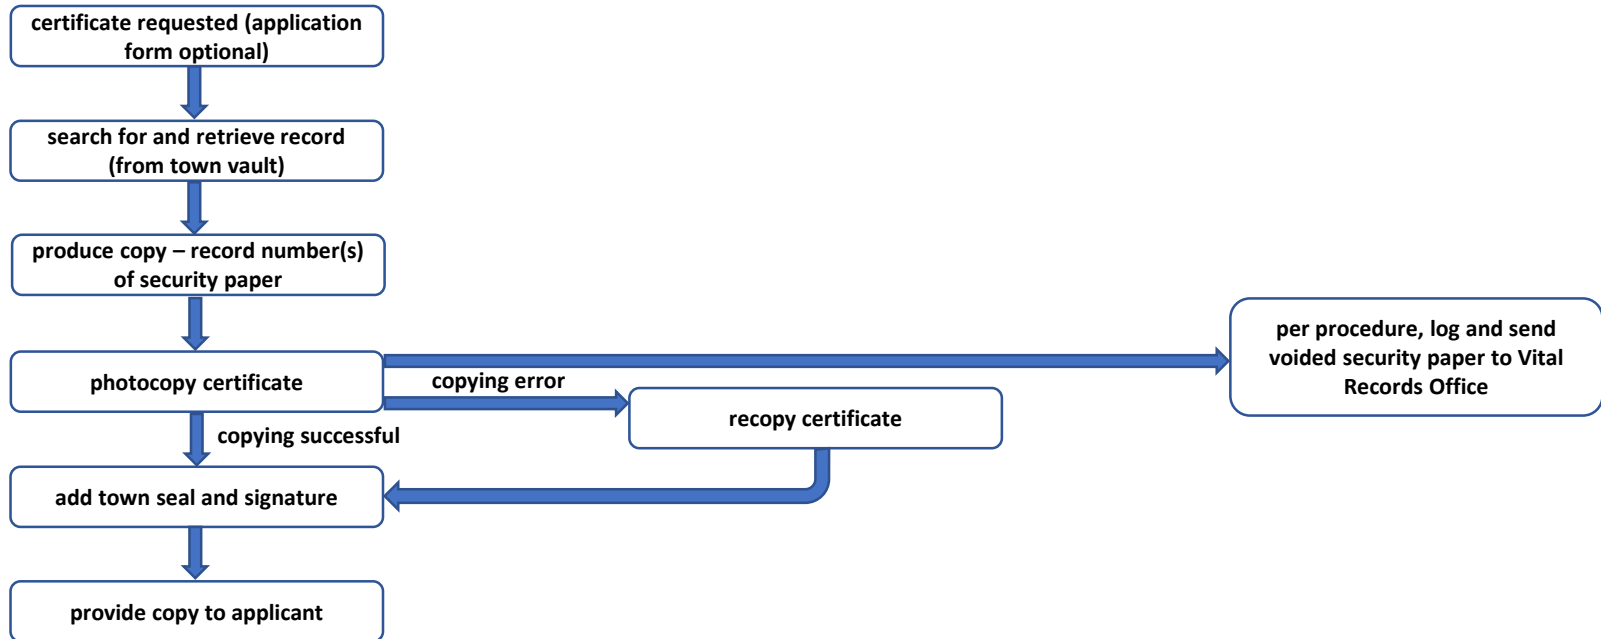 certificate requested (application
form optional)
search for and retrieve record
(from town vault)
produce copy – record number(s)
of security paper
photocopy certificate
copying error
per procedure, log and send
voided security paper to Vital
Records Office
recopy certificate
copying successful
add town seal and signature
provide copy to applicant